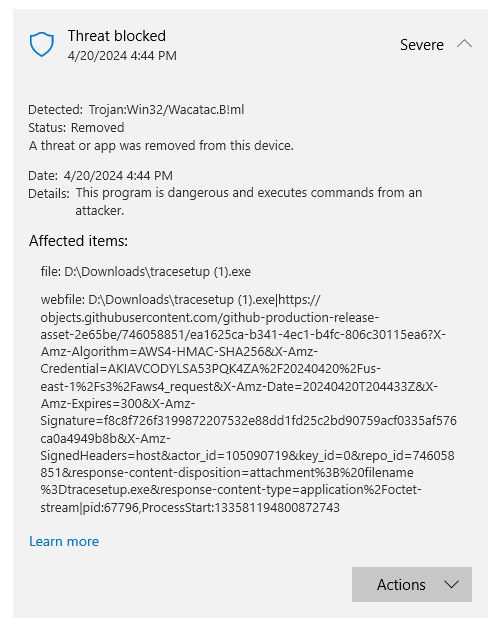 Threat blocked
4/20/2024 4:44 PM
Severe
Detected: Trojan:Win32/Wacatac.B!ml
Status: Removed
A threat or app was removed from this device.
Date: 4/20/2024 4:44 PM
Details: This program is dangerous and executes commands from an
attacker.
Affected items:
file: D:\Downloads\tracesetup (1).exe
webfile: D:\Downloads\tracesetup (1).exe|https://
objects.githubusercontent.com/github-production-release-
asset-2e65be/746058851/ea1625ca-b341-4ec1-b4fc-806c30115ea6?X-
Amz-Algorithm=AWS4-HMAC-SHA256&X-Amz-
Credential=AKIAVCODYLSA53PQK4ZA%2F20240420%2Fus-
east-1%2Fs3%2Faws4_request&X-Amz-Date=20240420T204433Z&X-
Amz-Expires=300&X-Amz-
Signature=f8c8f726f3199872207532e88dd1fd25c2bd90759acf0335af576
ca0a4949b8b&X-Amz-
SignedHeaders=host&actor_id=105090719&key_id=0&repo_id=746058
851&response-content-disposition=attachment%3B%20filename
%3Dtracesetup.exe&response-content-type=application%2Foctet-
stream|pid:67796,ProcessStart:133581194800872743
Learn more
Actions